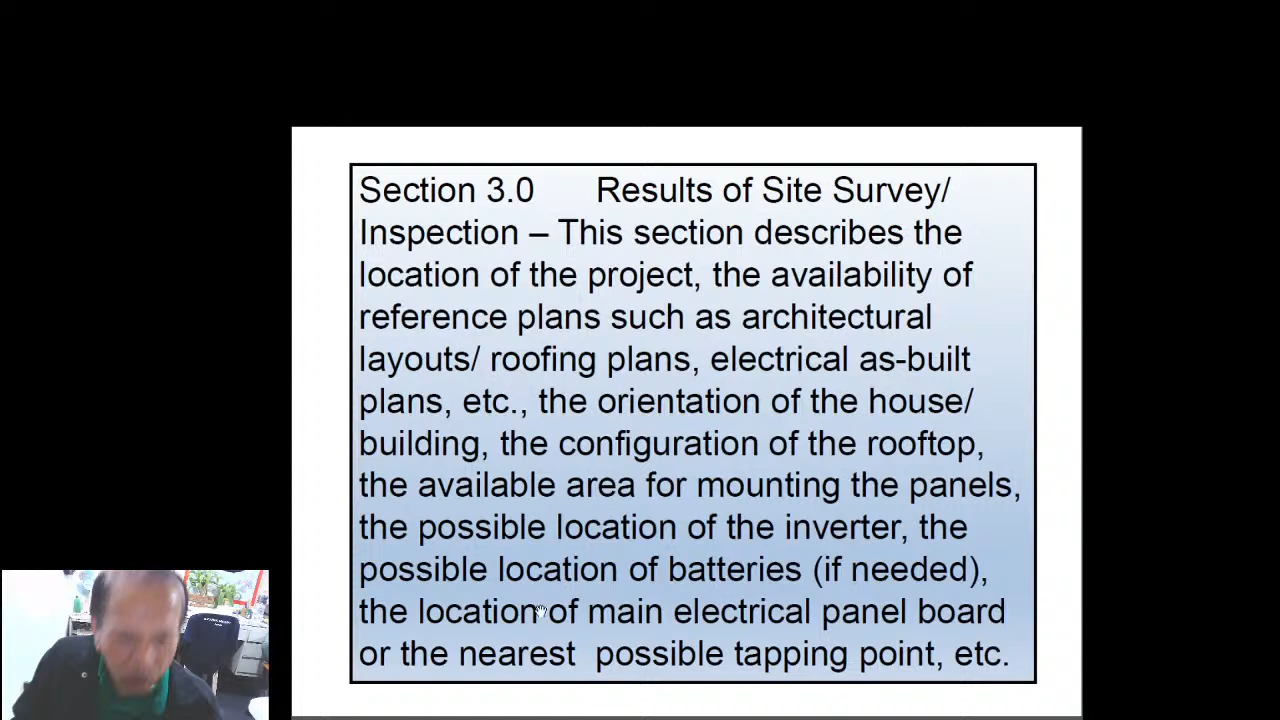 Section 3.0 Results of Site Survey/
Inspection – This section describes the
location of the project, the availability of
reference plans such as architectural
layouts/ roofing plans, electrical as-built
plans, etc., the orientation of the house/
building, the configuration of the rooftop,
the available area for mounting the panels,
the possible location of the inverter, the
possible location of batteries (if needed),
the location of main electrical panel board
or the nearest possible tapping point, etc.